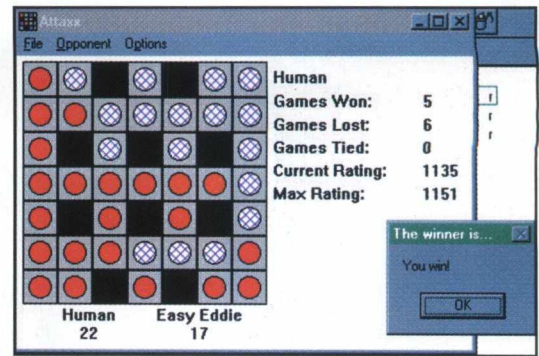 Attaxx
File Opponent Options
Human
Games Won: 5
Games Lost: 6
Games Tied: 0
Current Rating: 1135
Max Rating: 1151
Human Easy Eddie
22 17
The winner is...
You win!
OK
r
r
r